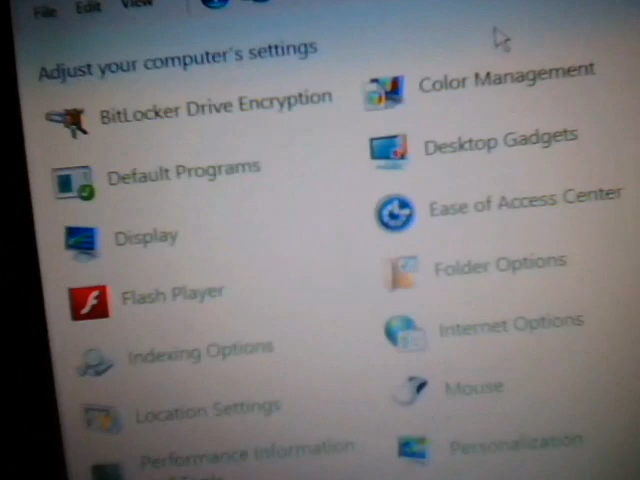 File Edit View
Adjust your computer's settings
BitLocker Drive Encryption
Color Management
Default Programs
Desktop Gadgets
Display
Ease of Access Center
Flash Player
Folder Options
Indexing Options
Internet Options
Location Settings
Mouse
Performance Information
Personalization